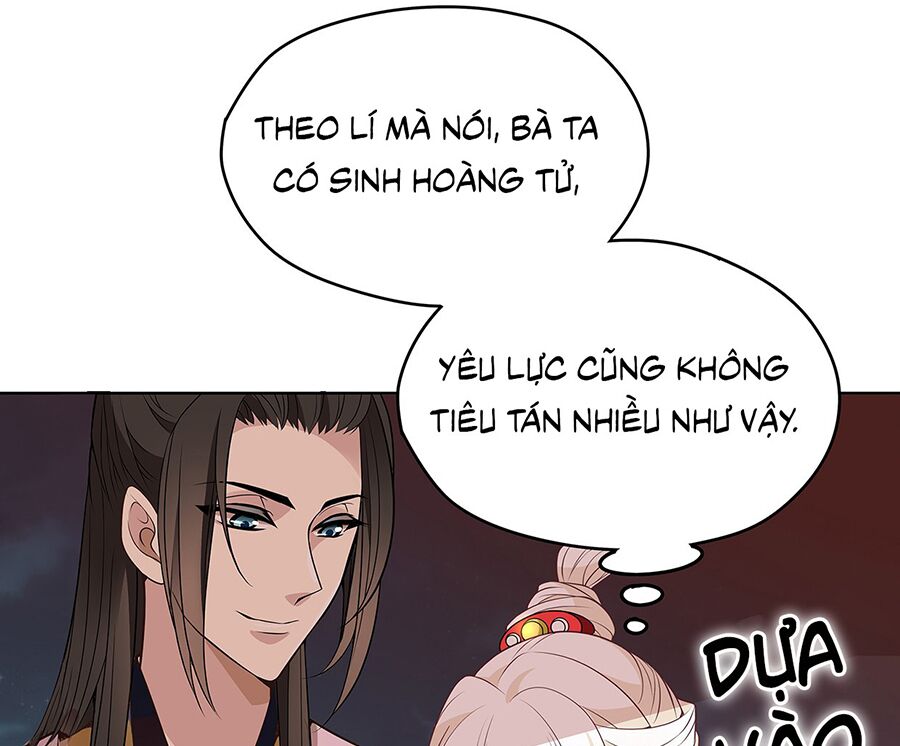 THEO LÍ MÀ NÓI, BÀ TA
CÓ SINH HOÀNG TỬ,
YÊU LỰC CŨNG KHÔNG
TIÊU TÁN NHIỀU NHƯ VẬY.
DỰA
VÀO